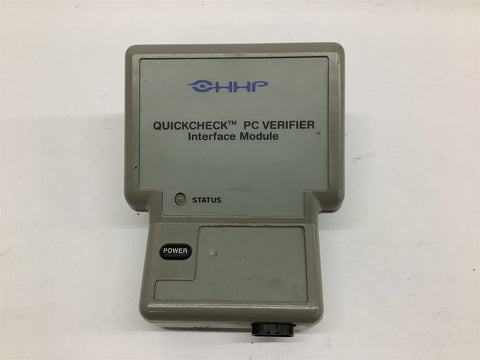 HHP
QUICKCHECK™ PC VERIFIER
Interface Module
STATUS
POWER